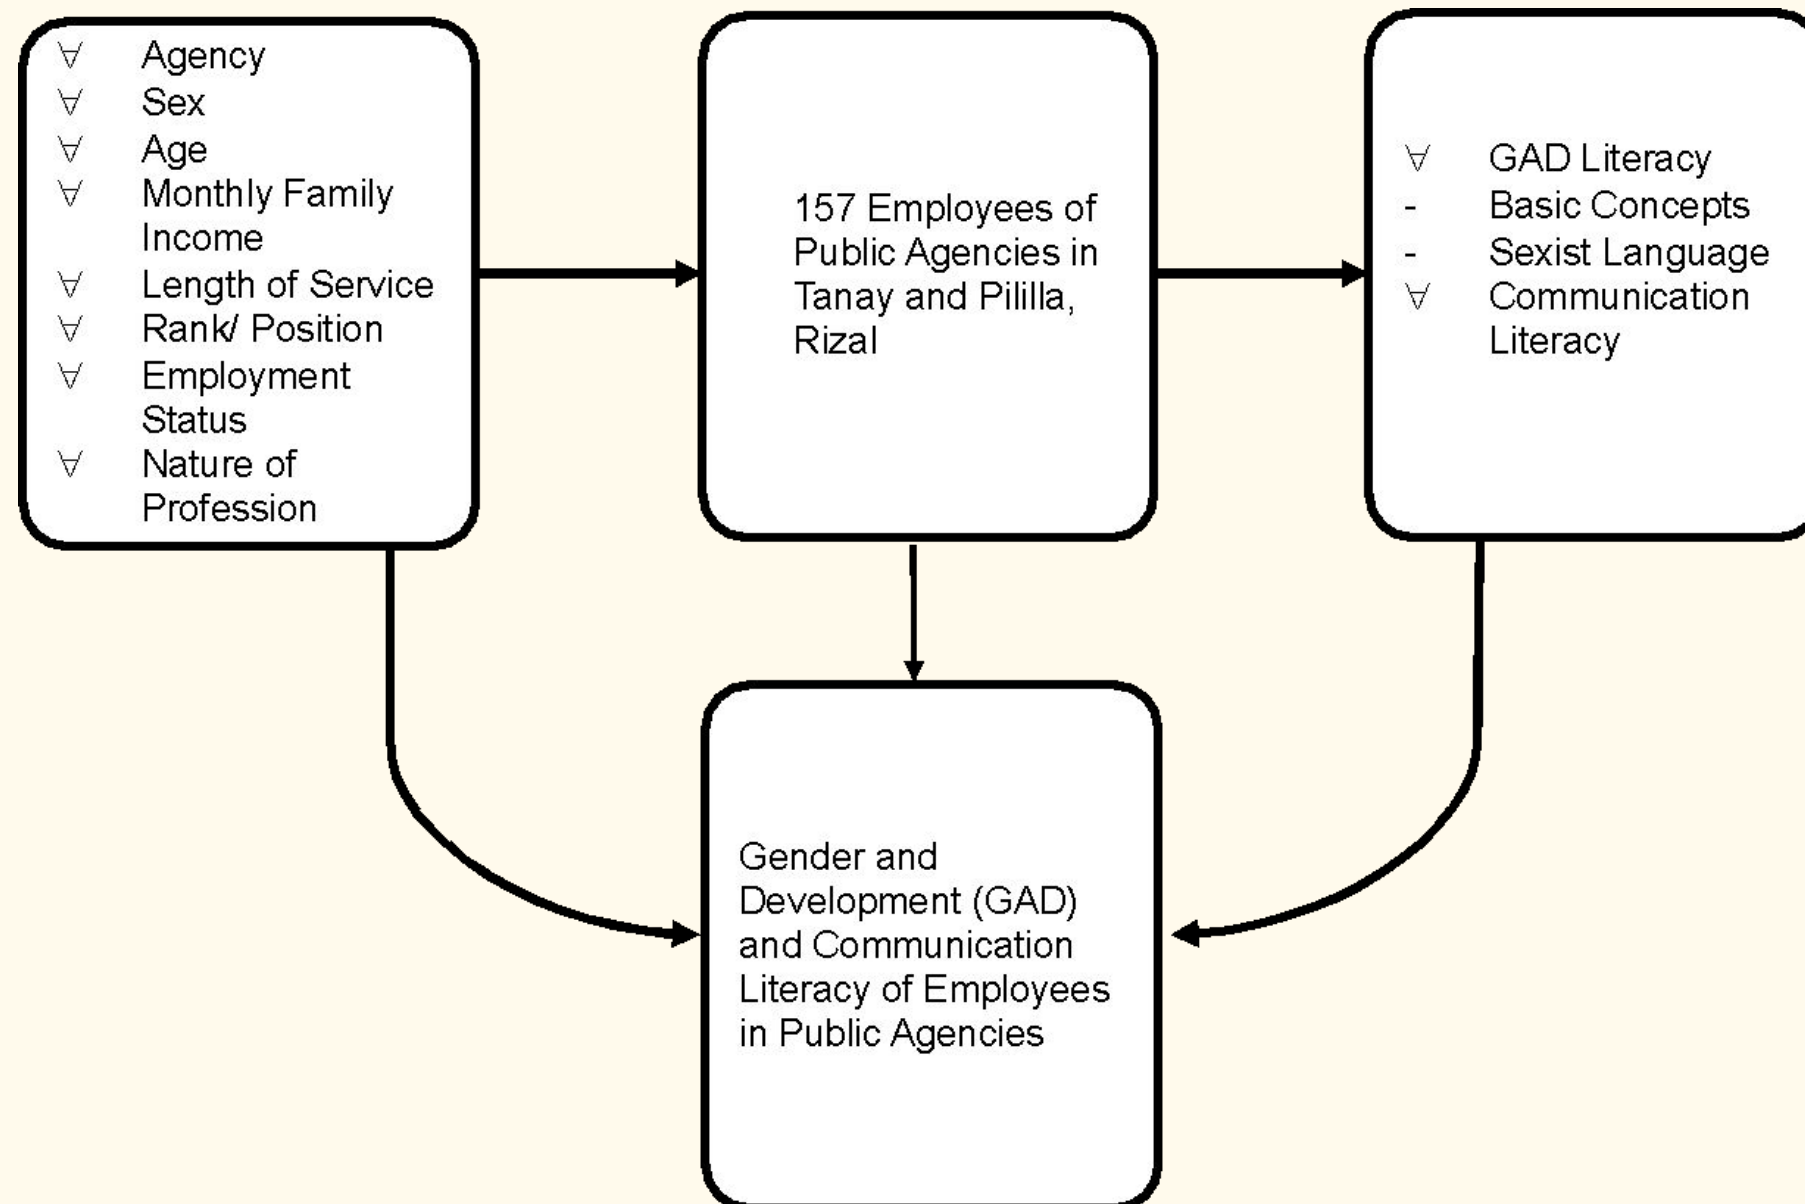 ∀ Agency
∀ Sex
∀ Age
∀ Monthly Family
Income
∀ Length of Service
∀ Rank/ Position
∀ Employment
Status
∀ Nature of
Profession
157 Employees of
Public Agencies in
Tanay and Pililla,
Rizal
∀ GAD Literacy
- Basic Concepts
- Sexist Language
∀ Communication
Literacy
Gender and
Development (GAD)
and Communication
Literacy of Employees
in Public Agencies